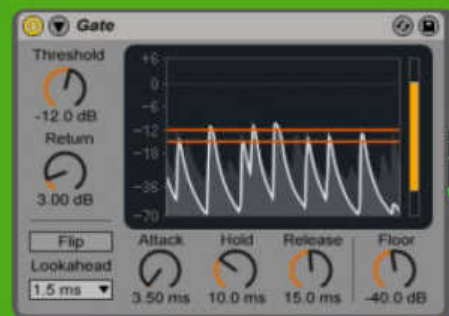 Gate
Threshold
-12.0 dB
Return
3.00 dB
Flip
Lookahead
1.5 ms
+6
0
-6
-12
-18
-36
-70
Attack
3.50 ms
Hold
10.0 ms
Release
15.0 ms
Floor
-40.0 dB